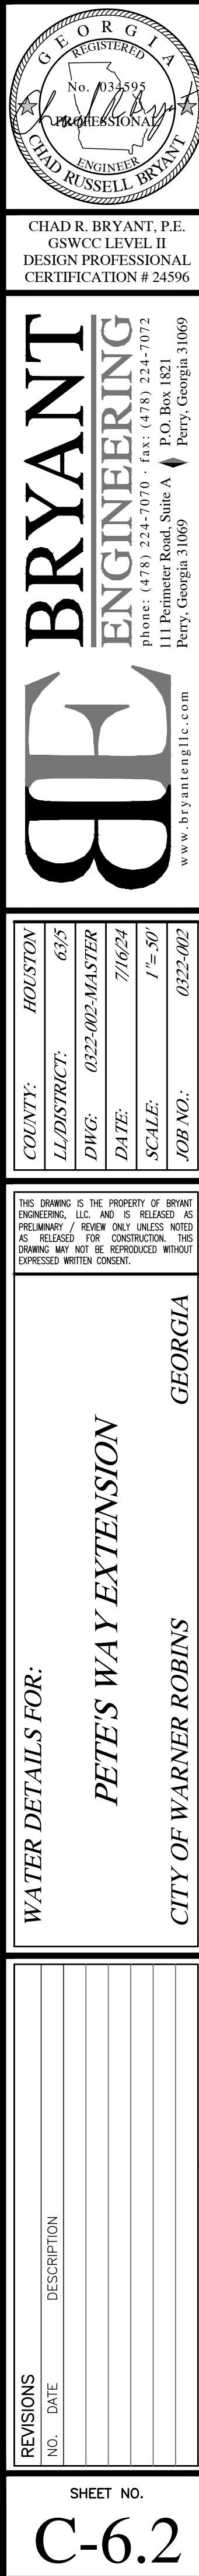 GEORGIA
REGISTERED
No. 034595
PROFESSIONAL
ENGINEER
CHAD RUSSELL BRYANT
CHAD R. BRYANT, P.E.
GSWCC LEVEL II
DESIGN PROFESSIONAL
CERTIFICATION # 24596
BE
BRYANT
ENGINEERING
phone: (478) 224-7070 · fax: (478) 224-7072
111 Perimeter Road, Suite A ♦ P.O. Box 1821
Perry, Georgia 31069 Perry, Georgia 31069
www.bryantengllc.com
COUNTY: HOUSTON
LL/DISTRICT: 63/5
DWG: 0322-002-MASTER
DATE: 7/16/24
SCALE: 1"= 50'
JOB NO.: 0322-002
THIS DRAWING IS THE PROPERTY OF BRYANT
ENGINEERING, LLC. AND IS RELEASED AS
PRELIMINARY / REVIEW ONLY UNLESS NOTED
AS RELEASED FOR CONSTRUCTION. THIS
DRAWING MAY NOT BE REPRODUCED WITHOUT
EXPRESSED WRITTEN CONSENT.
WATER DETAILS FOR:
PETE'S WAY EXTENSION
CITY OF WARNER ROBINS GEORGIA
REVISIONS
NO. DATE DESCRIPTION
SHEET NO.
C-6.2